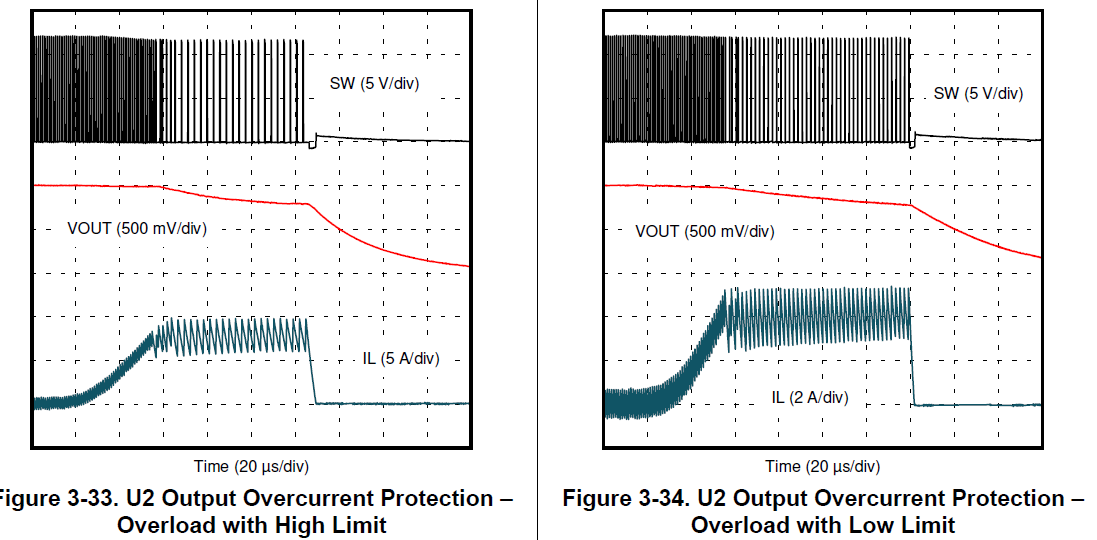 SW (5 V/div)
VOUT (500 mV/div)
IL (5 A/div)
Time (20 µs/div)
Figure 3-33. U2 Output Overcurrent Protection –
Overload with High Limit
SW (5 V/div)
VOUT (500 mV/div)
IL (2 A/div)
Time (20 µs/div)
Figure 3-34. U2 Output Overcurrent Protection –
Overload with Low Limit